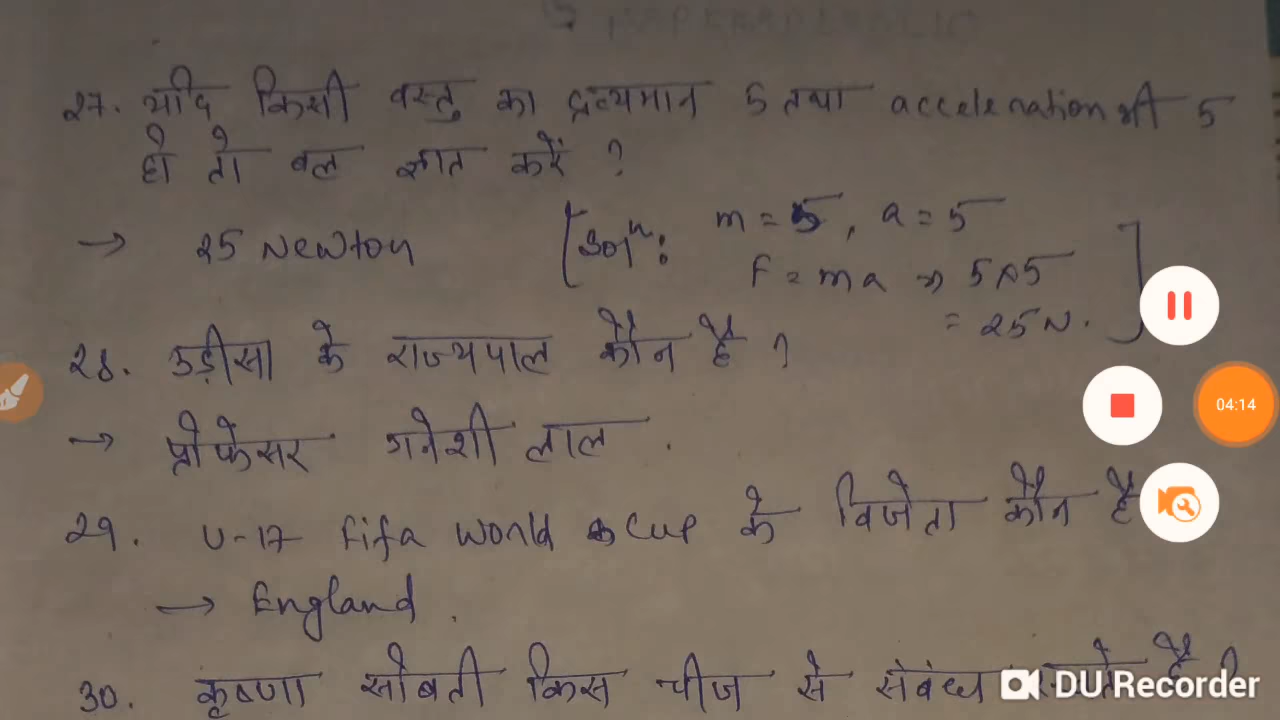 27. यदि किसी वस्तु का द्रव्यमान 5 तथा acceleration भी 5
हो तो बल ज्ञात करें ?
→ 25 Newton [Solⁿ: m = 5, a = 5
F = ma ⇒ 5×5
= 25 N. ]
28. उड़ीसा के राज्यपाल कौन है ?
→ प्रोफेसर गनेशी लाल .
29. U-17 Fifa World Cup के विजेता कौन है
→ England .
30. कृष्णा सोबती किस चीज से संबंध
04:14
DU Recorder